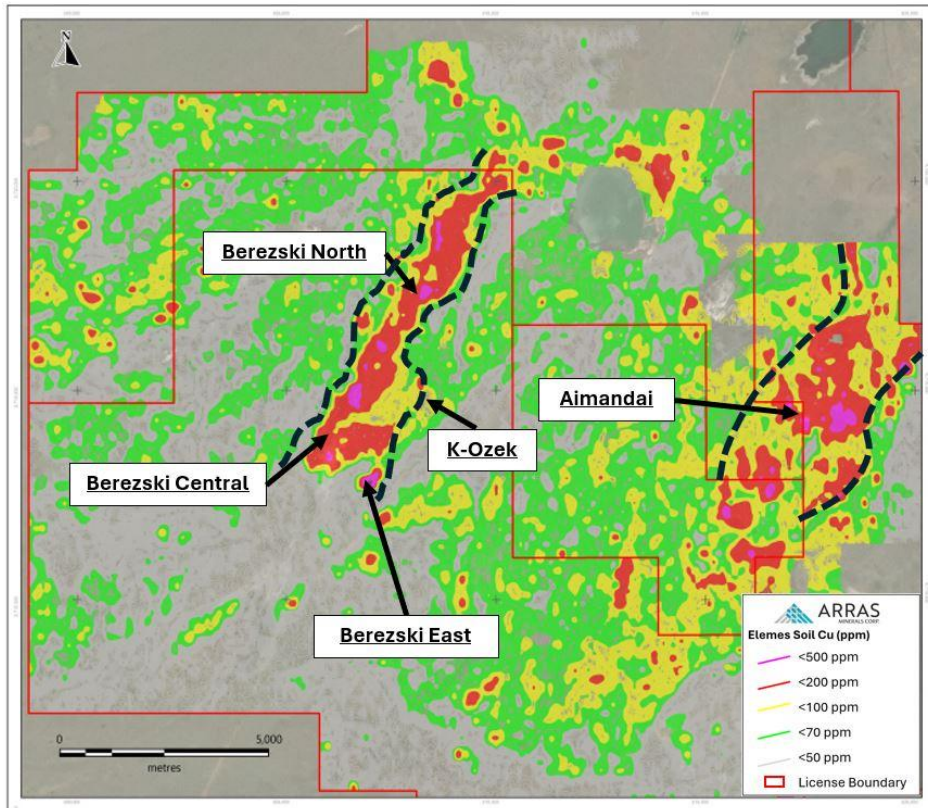 N
Berezski North
Aimandai
K-Ozek
Berezski Central
Berezski East
ARRAS
MINERALS CORP.
Elemes Soil Cu (ppm)
<500 ppm
<200 ppm
<100 ppm
<70 ppm
<50 ppm
License Boundary
0 5,000
metres